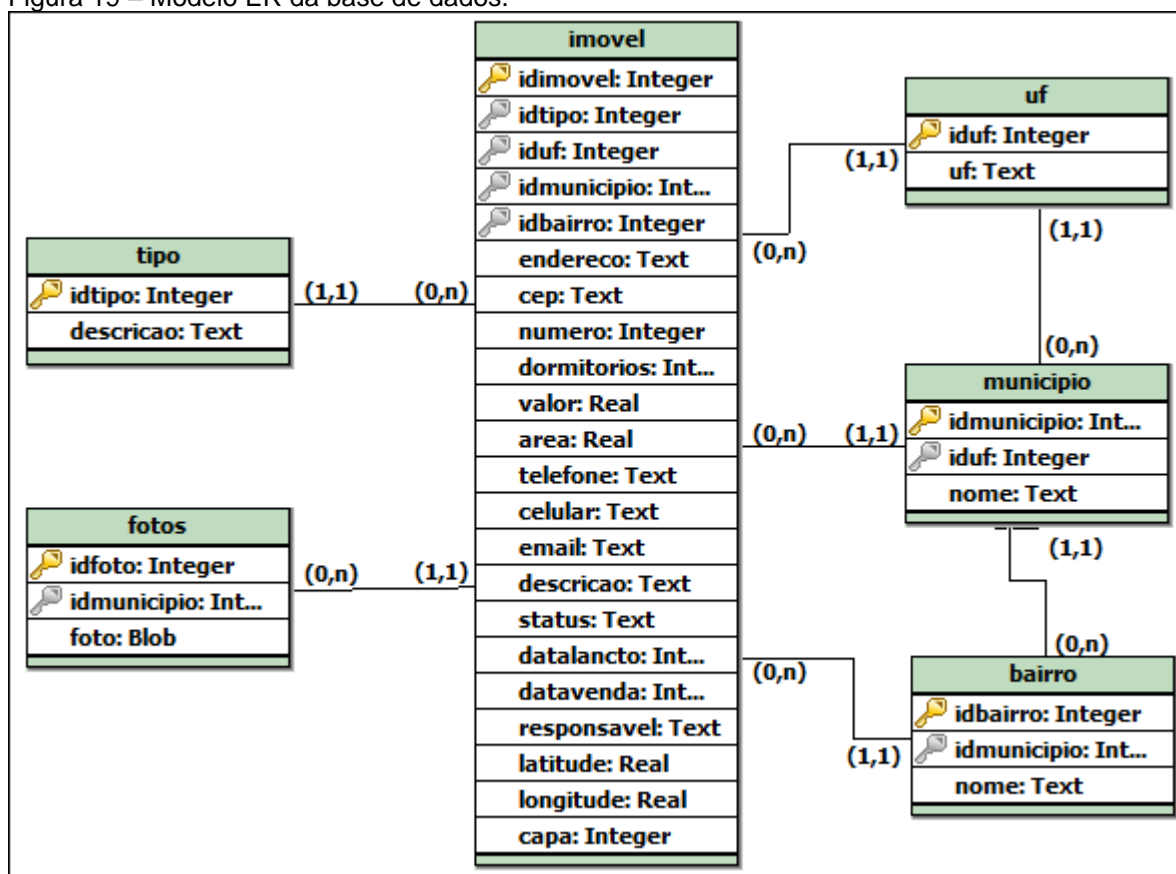 Figura 19 – Modelo ER da base de dados.
imovel
idimovel: Integer
idtipo: Integer
iduf: Integer
idmunicipio: Int...
idbairro: Integer
endereco: Text
cep: Text
numero: Integer
dormitorios: Int...
valor: Real
area: Real
telefone: Text
celular: Text
email: Text
descricao: Text
status: Text
datalancto: Int...
datavenda: Int...
responsavel: Text
latitude: Real
longitude: Real
capa: Integer
tipo
idtipo: Integer
descricao: Text
(1,1)
(0,n)
fotos
idfoto: Integer
idmunicipio: Int...
foto: Blob
(0,n)
(1,1)
uf
iduf: Integer
uf: Text
(1,1)
(0,n)
(1,1)
(0,n)
municipio
idmunicipio: Int...
iduf: Integer
nome: Text
(0,n)
(1,1)
(1,1)
(0,n)
bairro
idbairro: Integer
idmunicipio: Int...
nome: Text
(0,n)
(1,1)